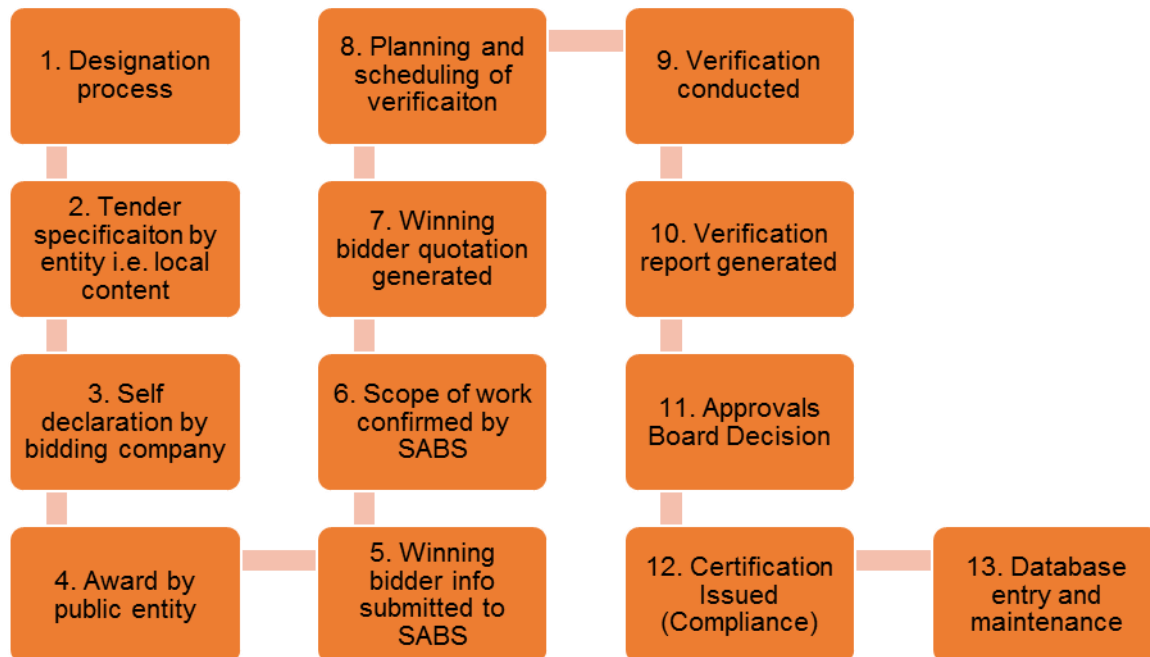 1. Designation
process
2. Tender
specificaiton by
entity i.e. local
content
3. Self
declaration by
bidding company
4. Award by
public entity
5. Winning
bidder info
submitted to
SABS
6. Scope of work
confirmed by
SABS
7. Winning
bidder quotation
generated
8. Planning and
scheduling of
verificaiton
9. Verification
conducted
10. Verification
report generated
11. Approvals
Board Decision
12. Certification
Issued
(Compliance)
13. Database
entry and
maintenance